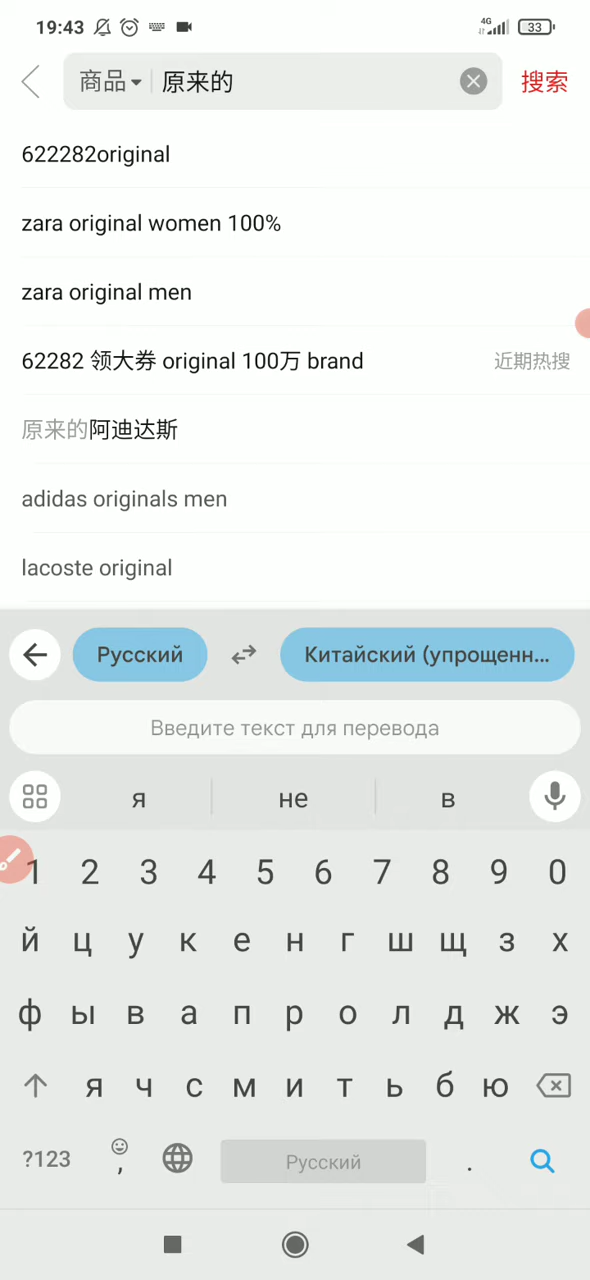 19:43 4G 33
商品 原来的 搜索
622282original
zara original women 100%
zara original men
62282 领大券 original 100万 brand 近期热搜
原来的阿迪达斯
adidas originals men
lacoste original
Русский Китайский (упрощенн...
Введите текст для перевода
я не в
1 2 3 4 5 6 7 8 9 0
й ц у к е н г ш щ з х
ф ы в а п р о л д ж э
я ч с м и т ь б ю
?123 , Русский .